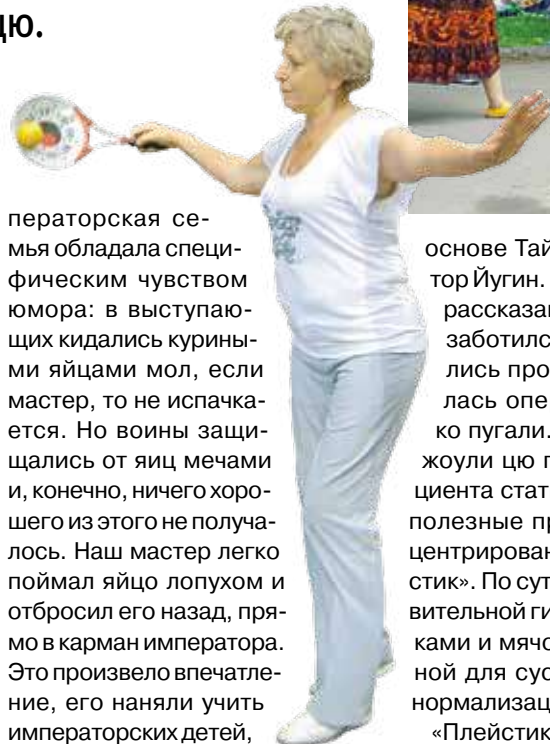 цю.
ператорская се-
мья обладала специ-
фическим чувством
юмора: в выступаю-
щих кидались курины-
ми яйцами мол, если
мастер, то не испачка-
ется. Но воины защи-
щались от яиц мечами
и, конечно, ничего хоро-
шего из этого не получа-
лось. Наш мастер легко
поймал яйцо лопухом и
отбросил его назад, пря-
мо в карман императора.
Это произвело впечатле-
ние, его наняли учить
императорских детей,
основе Тай
тор Йугин.
рассказа
заботилс
лись про
лась опе
ко пугали.
жоули цю
циента стат
полезные пр
центрирован
стик». По сут
вительной ги
ками и мячо
ной для сус
нормализац
«Плейстик